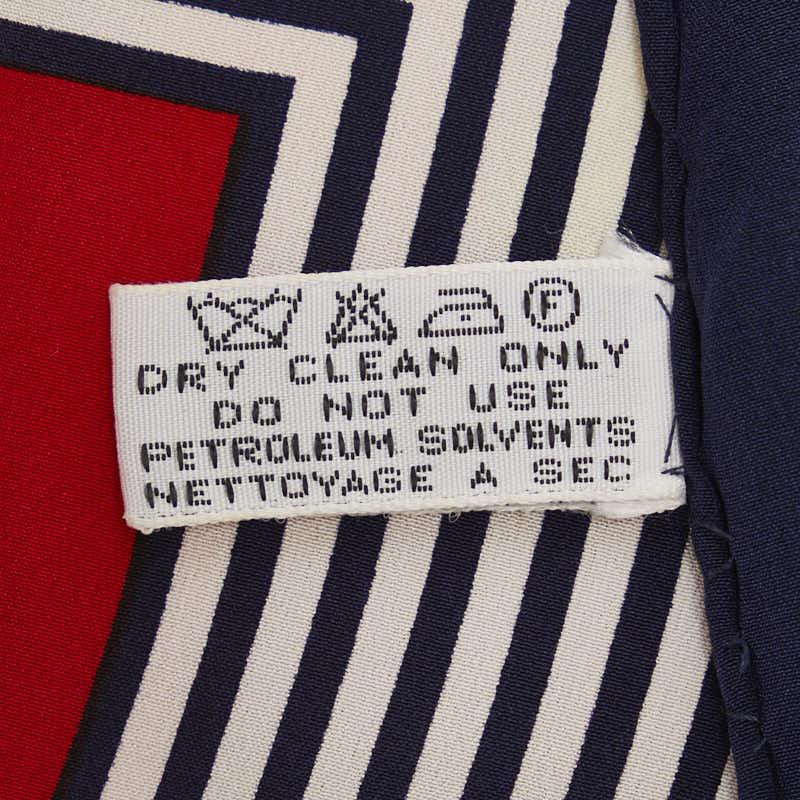 F
DRY CLEAN ONLY
DO NOT USE
PETROLEUM SOLVENTS
NETTOYAGE A SEC